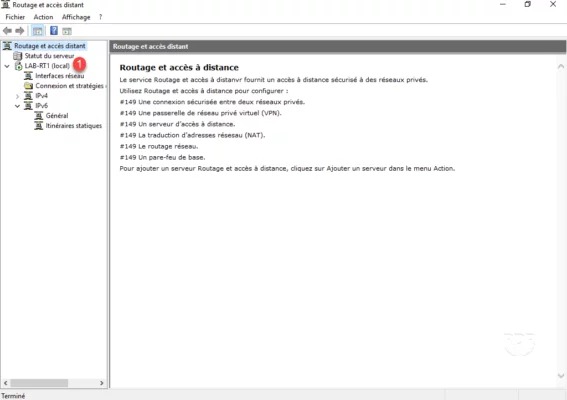 Routage et accès distant
Fichier Action Affichage ?
Routage et accès distant
Statut du serveur
LAB-RT1 (local) 1
Interfaces réseau
Connexion et stratégies
IPv4
IPv6
Général
Itinéraires statiques
Routage et accès distant
Routage et accès à distance
Le service Routage et accès à distanvr fournit un accès à distance sécurisé à des réseaux privés.
Utilisez Routage et accès à distance pour configurer :
#149 Une connexion sécurisée entre deux réseaux privés.
#149 Une passerelle de réseau privé virtuel (VPN).
#149 Un serveur d'accès à distance.
#149 La traduction d'adresses résesau (NAT).
#149 Le routage réseau.
#149 Un pare-feu de base.
Pour ajouter un serveur Routage et accès à distance, cliquez sur Ajouter un serveur dans le menu Action.
Terminé